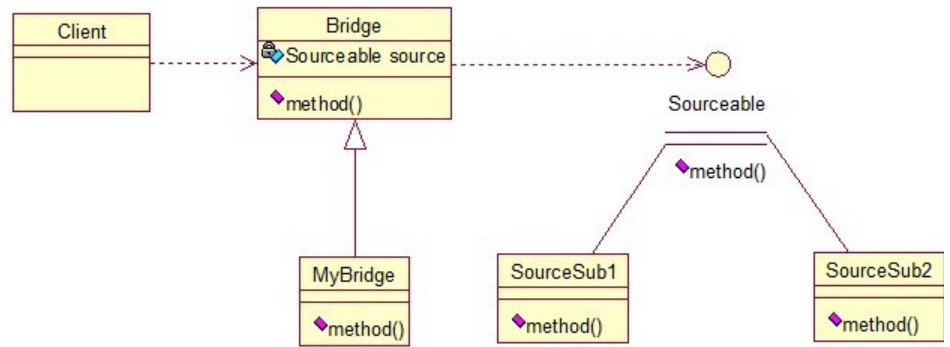 Client
Bridge
Sourceable source
method()
Sourceable
method()
MyBridge
method()
SourceSub1
method()
SourceSub2
method()